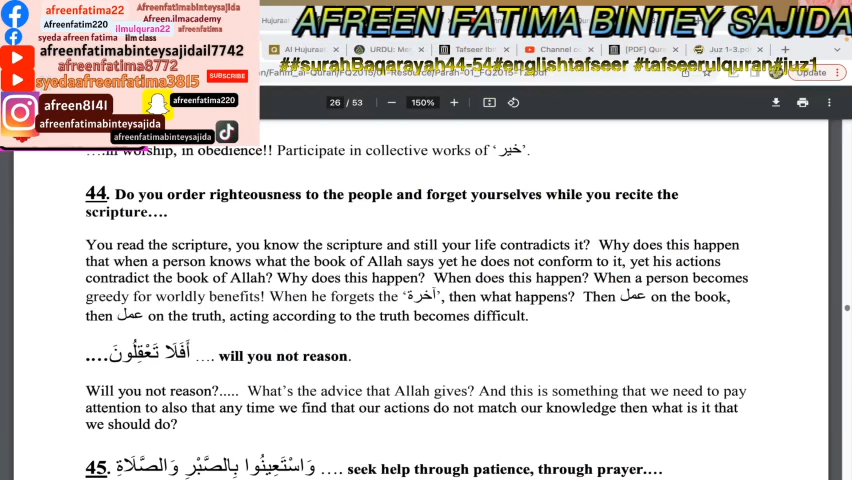 AFREEN FATIMA BINTEY SAJIDA
afreenfatima22
Afreenfatimabinteysajida
Afreen.ilmacademy
Afreenfatima220
ilmulquran22
afreenfatima
syeda afreenfatima
ilm class
afreenfatimabinteysajidail7742
afreenfatima8772
syedaafreenfatima3815
SUBSCRIBE
afreen8141
afreenfatima220
afreenfatimabinteysajida
afreenfatimabinteysajida
Al Hujuraa
URDU: Me
Tafseer Ib
Channel c
[PDF] Qur
Juz 1-3.p
##surahBaqarayah44-54#englishtafseer #tafseerulquran#juz1
Update
26 / 53
150%
….in worship, in obedience!! Participate in collective works of ‘خير’.
44. Do you order righteousness to the people and forget yourselves while you recite the
scripture….
You read the scripture, you know the scripture and still your life contradicts it? Why does this happen
that when a person knows what the book of Allah says yet he does not conform to it, yet his actions
contradict the book of Allah? Why does this happen? When does this happen? When a person becomes
greedy for worldly benefits! When he forgets the ‘آخرة’, then what happens? Then عمل on the book,
then عمل on the truth, acting according to the truth becomes difficult.
أَفَلَا تَعْقِلُونَ…. …. will you not reason.
Will you not reason?..... What’s the advice that Allah gives? And this is something that we need to pay
attention to also that any time we find that our actions do not match our knowledge then what is it that
we should do?
45. وَاسْتَعِينُوا بِالصَّبْرِ وَالصَّلَاةِ …. seek help through patience, through prayer….